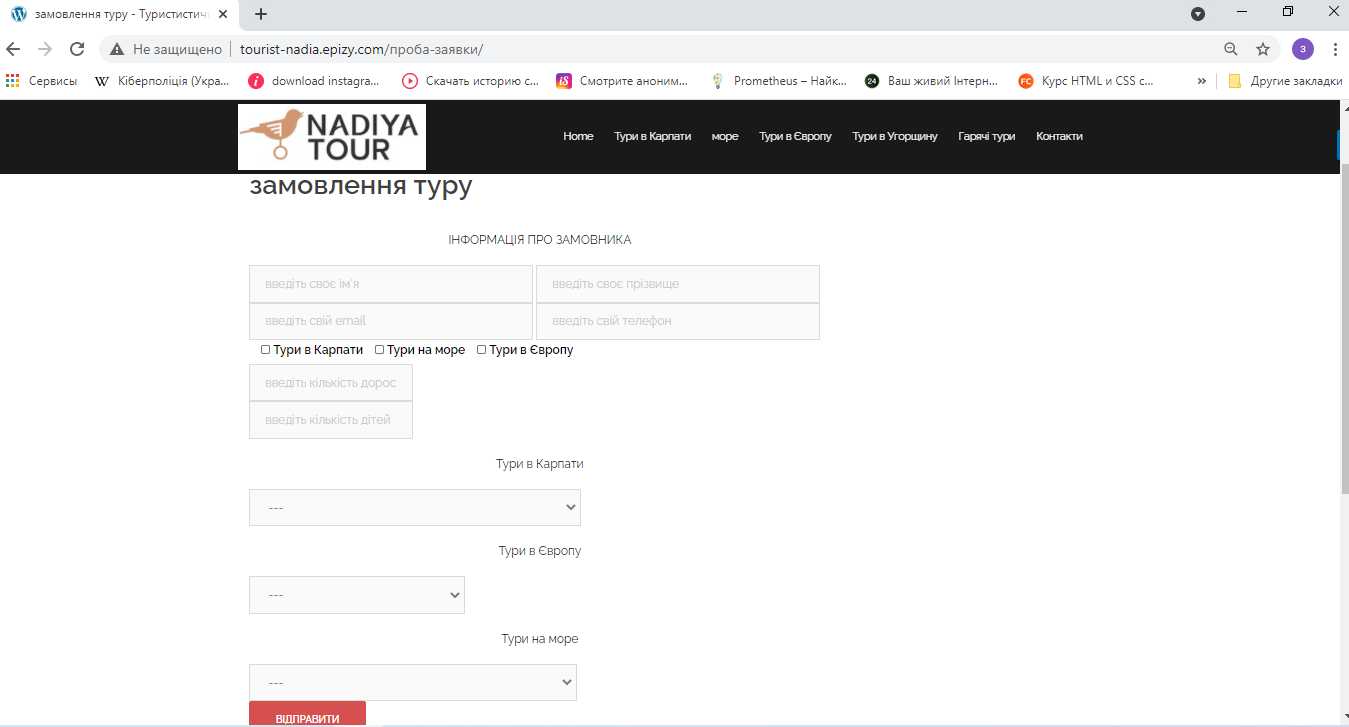 замовлення туру - Туристичн
Не защищено
tourist-nadia.epizy.com/проба-заявки/
З
Сервисы
Кіберполіція (Укра...
download instagra...
Скачать историю с...
Смотрите аноним...
Prometheus – Найк...
Ваш живий Інтерн...
Курс HTML и CSS с...
»
Другие закладки
NADIYA
TOUR
Home Тури в Карпати море Тури в Європу Тури в Угорщину Гарячі тури Контакти
замовлення туру
ІНФОРМАЦІЯ ПРО ЗАМОВНИКА
введіть своє ім'я введіть своє прізвище
введіть свій email введіть свій телефон
Тури в Карпати Тури на море Тури в Європу
введіть кількість дорос
введіть кількість дітей
Тури в Карпати
---
Тури в Європу
---
Тури на море
---
ВІДПРАВИТИ